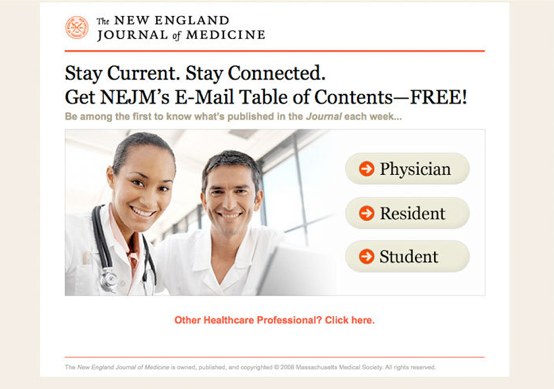 The NEW ENGLAND
JOURNAL of MEDICINE
Stay Current. Stay Connected.
Get NEJM's E-Mail Table of Contents—FREE!
Be among the first to know what's published in the Journal each week...
Physician
Resident
Student
Other Healthcare Professional? Click here.
The New England Journal of Medicine is owned, published, and copyrighted © 2008 Massachusetts Medical Society. All rights reserved.